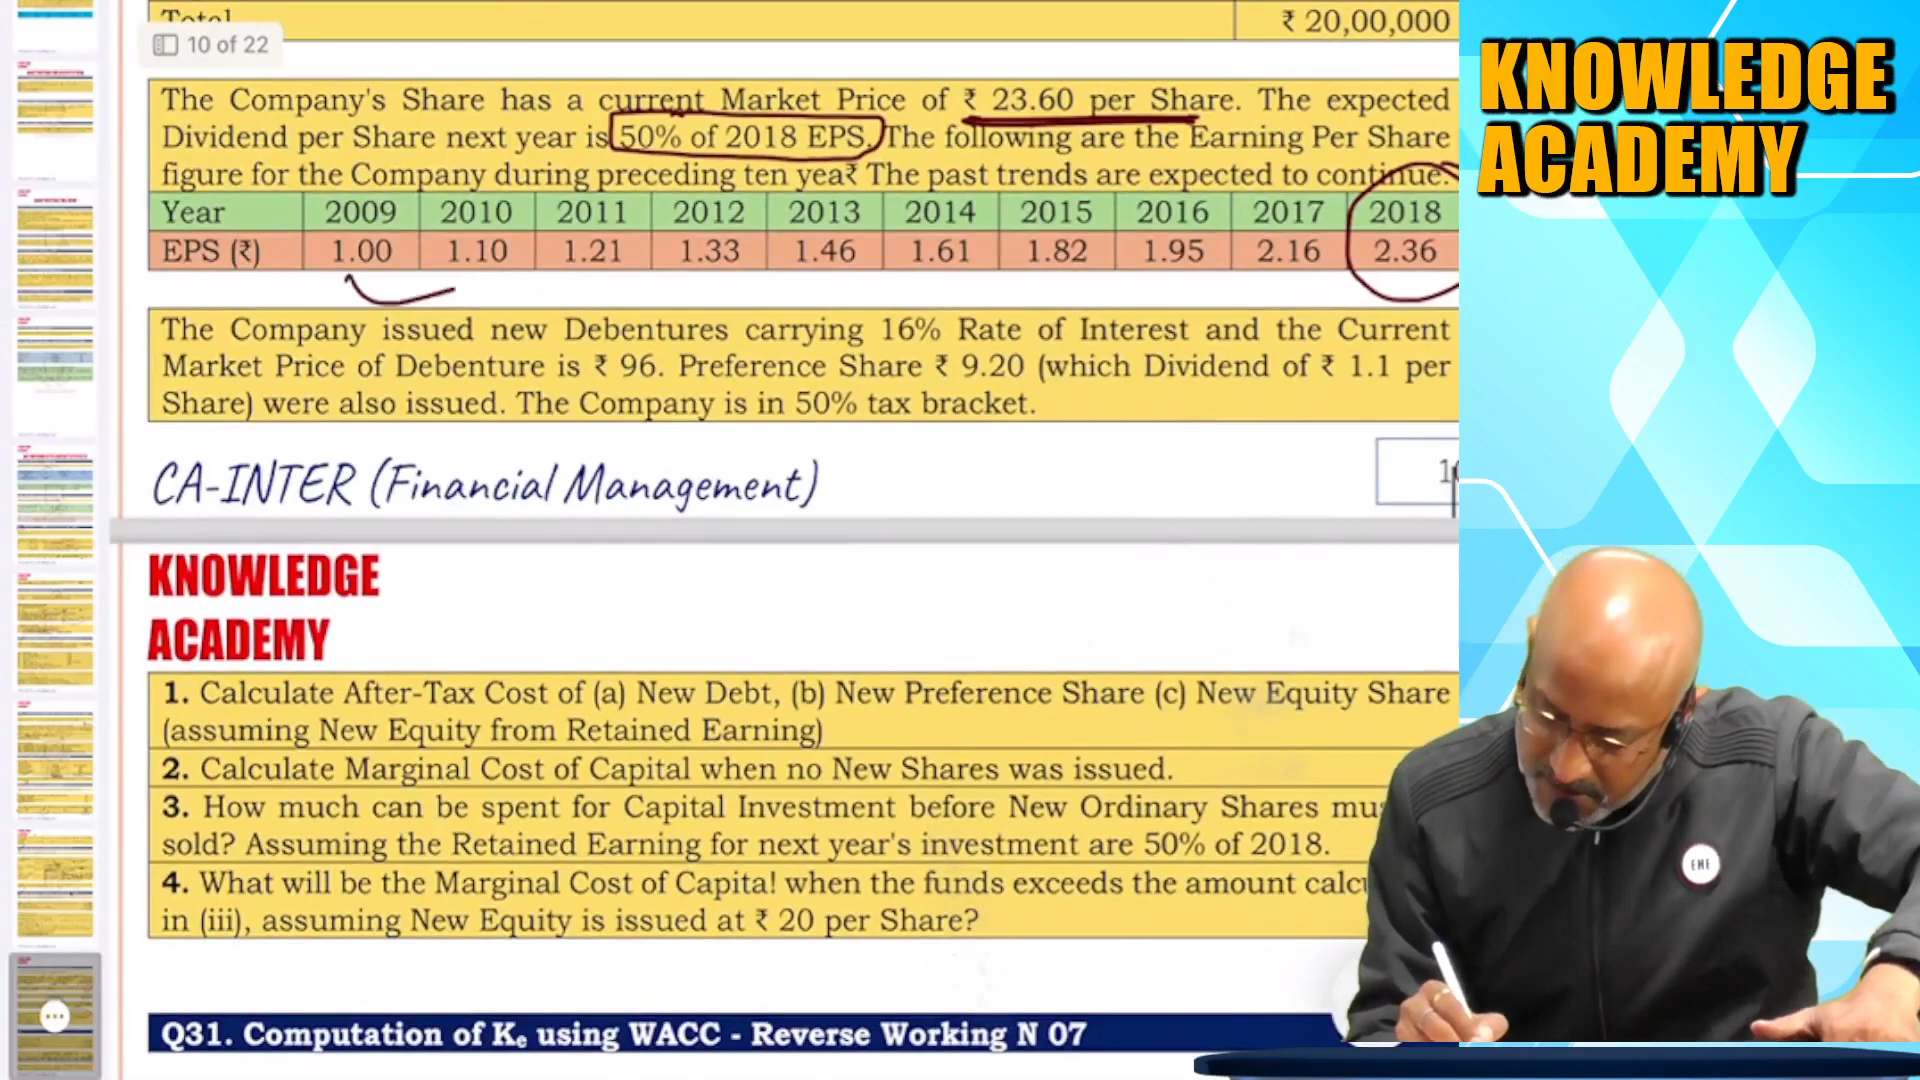 Total
₹ 20,00,000
10 of 22
The Company's Share has a current Market Price of ₹ 23.60 per Share. The expected
Dividend per Share next year is 50% of 2018 EPS. The following are the Earning Per Share
figure for the Company during preceding ten yea₹ The past trends are expected to continue.
Year 2009 2010 2011 2012 2013 2014 2015 2016 2017 2018
EPS (₹) 1.00 1.10 1.21 1.33 1.46 1.61 1.82 1.95 2.16 2.36
The Company issued new Debentures carrying 16% Rate of Interest and the Current
Market Price of Debenture is ₹ 96. Preference Share ₹ 9.20 (which Dividend of ₹ 1.1 per
Share) were also issued. The Company is in 50% tax bracket.
CA-INTER (Financial Management)
KNOWLEDGE
ACADEMY
1. Calculate After-Tax Cost of (a) New Debt, (b) New Preference Share (c) New Equity Share
(assuming New Equity from Retained Earning)
2. Calculate Marginal Cost of Capital when no New Shares was issued.
3. How much can be spent for Capital Investment before New Ordinary Shares
sold? Assuming the Retained Earning for next year's investment are 50% of 2018.
4. What will be the Marginal Cost of Capital when the funds exceeds the amount
in (iii), assuming New Equity is issued at ₹ 20 per Share?
Q31. Computation of Ke using WACC - Reverse Working N 07
KNOWLEDGE
ACADEMY
EHE